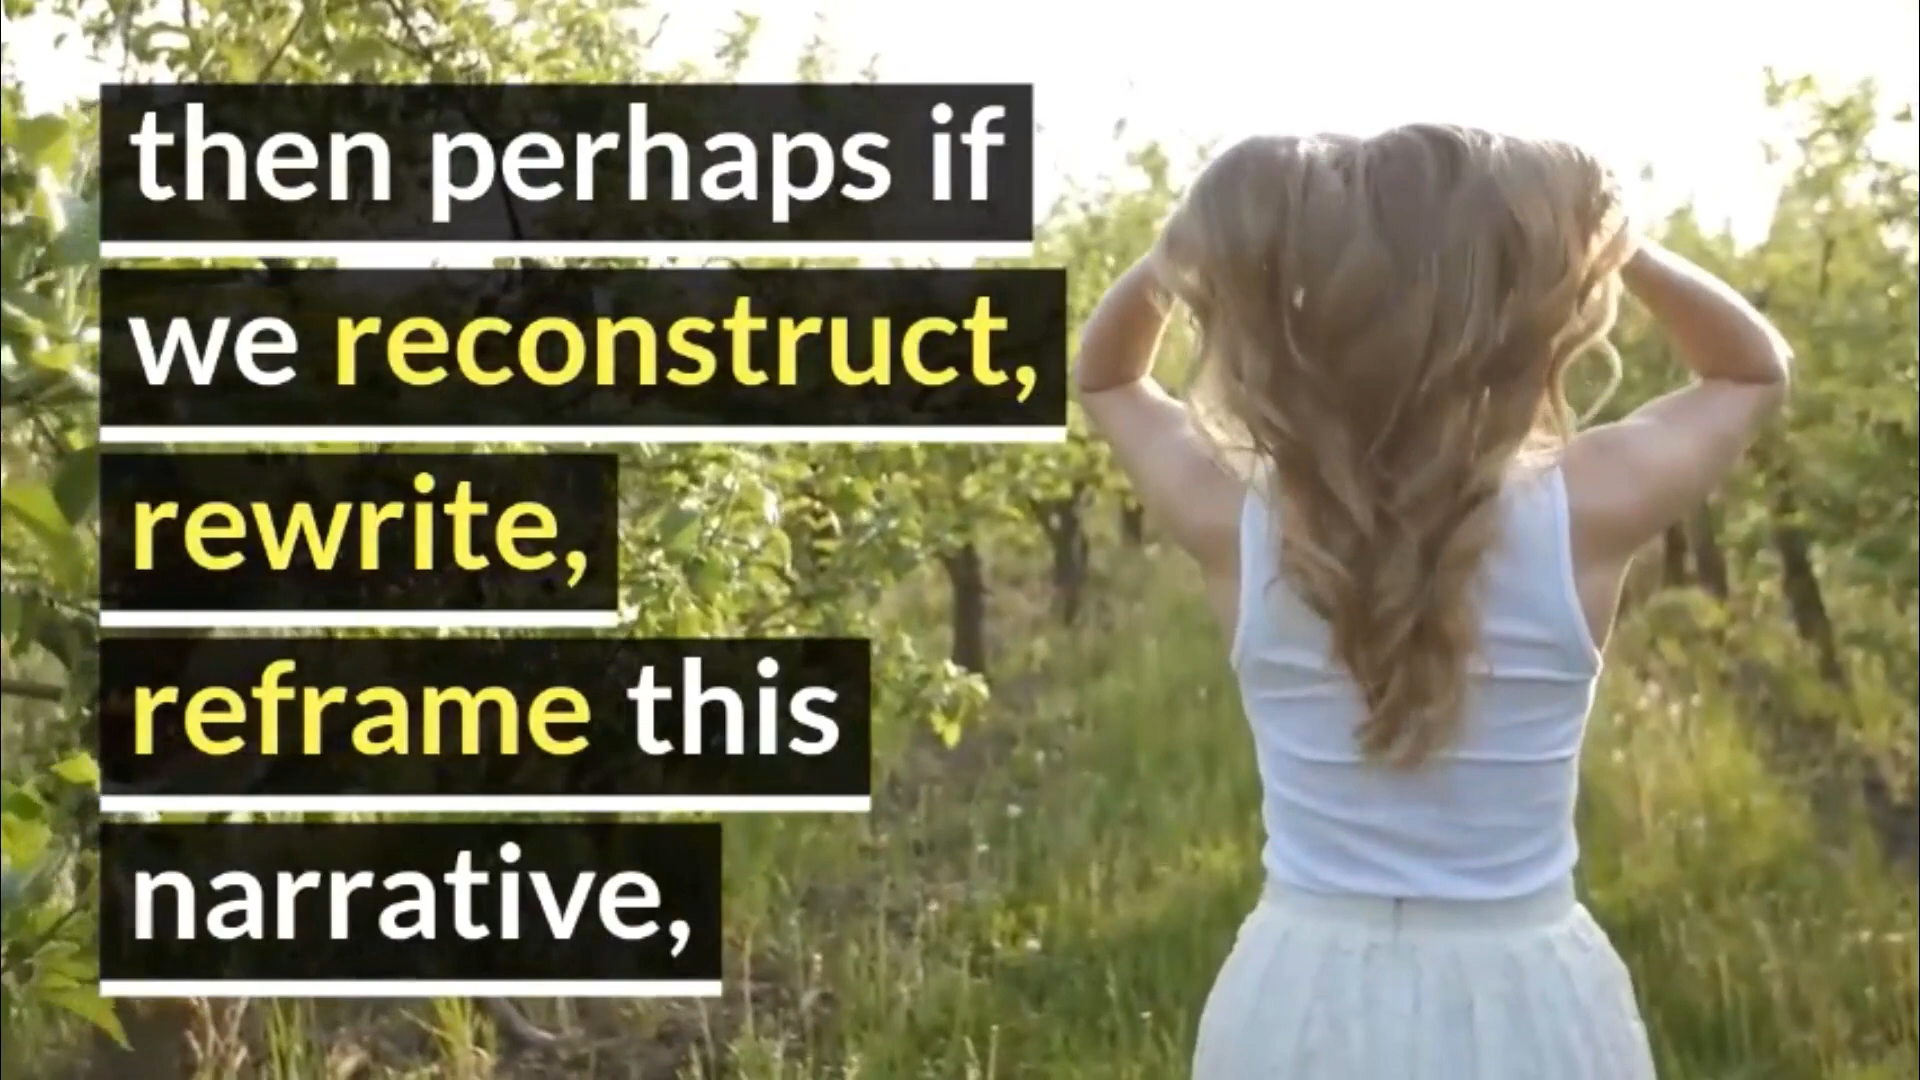 then perhaps if
we reconstruct,
rewrite,
reframe this
narrative,